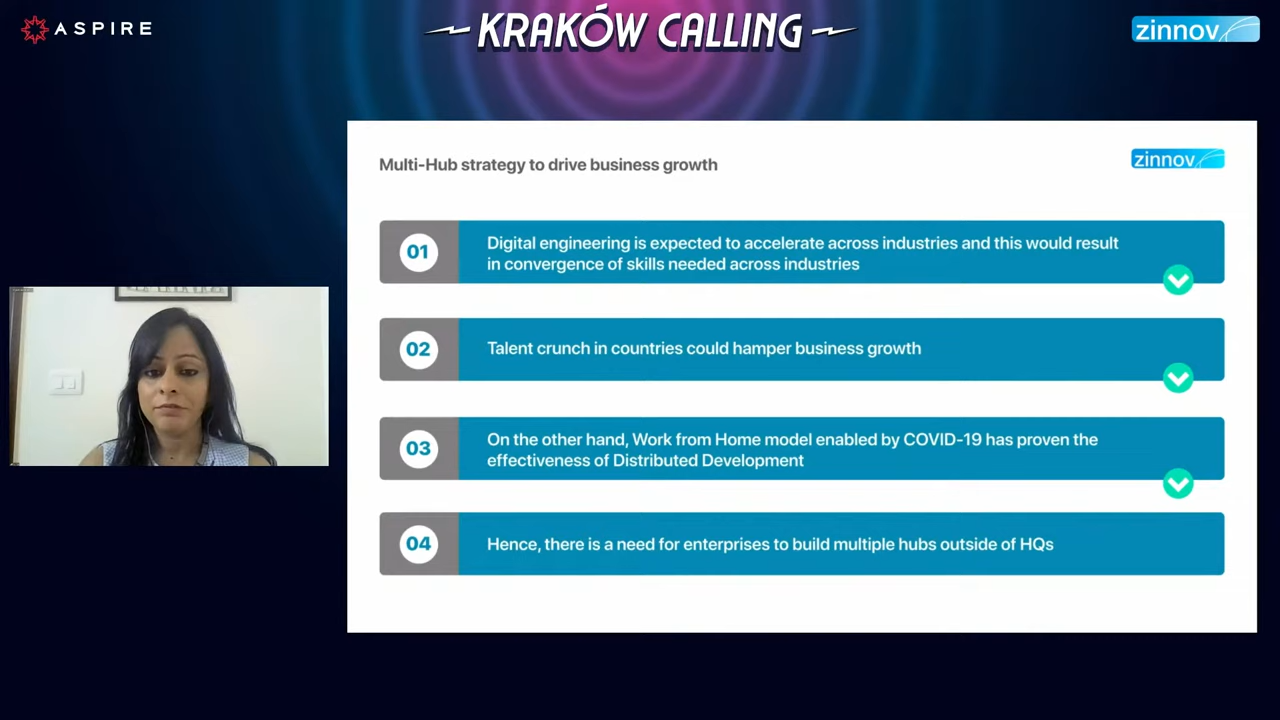 ASPIRE
KRAKÓW CALLING
zinnov
Multi-Hub strategy to drive business growth
zinnov
01
Digital engineering is expected to accelerate across industries and this would result
in convergence of skills needed across industries
02
Talent crunch in countries could hamper business growth
03
On the other hand, Work from Home model enabled by COVID-19 has proven the
effectiveness of Distributed Development
04
Hence, there is a need for enterprises to build multiple hubs outside of HQs